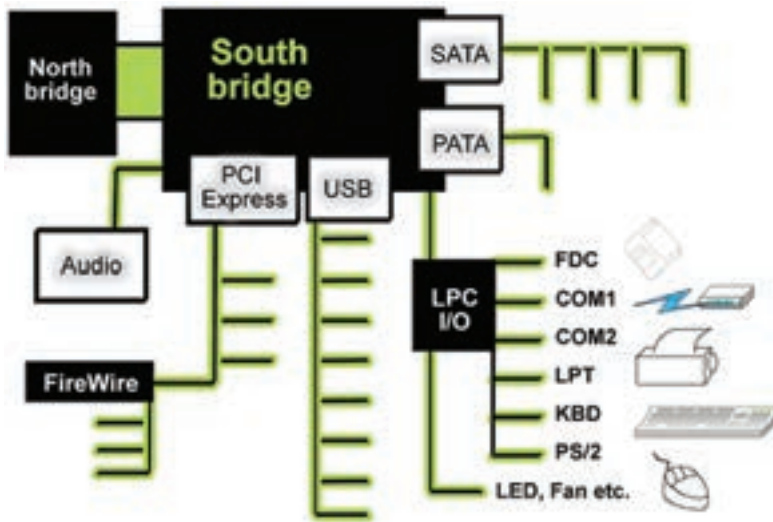 North
bridge
South
bridge
SATA
PATA
PCI
Express
USB
Audio
LPC
I/O
FDC
COM1
COM2
LPT
KBD
PS/2
FireWire
LED, Fan etc.